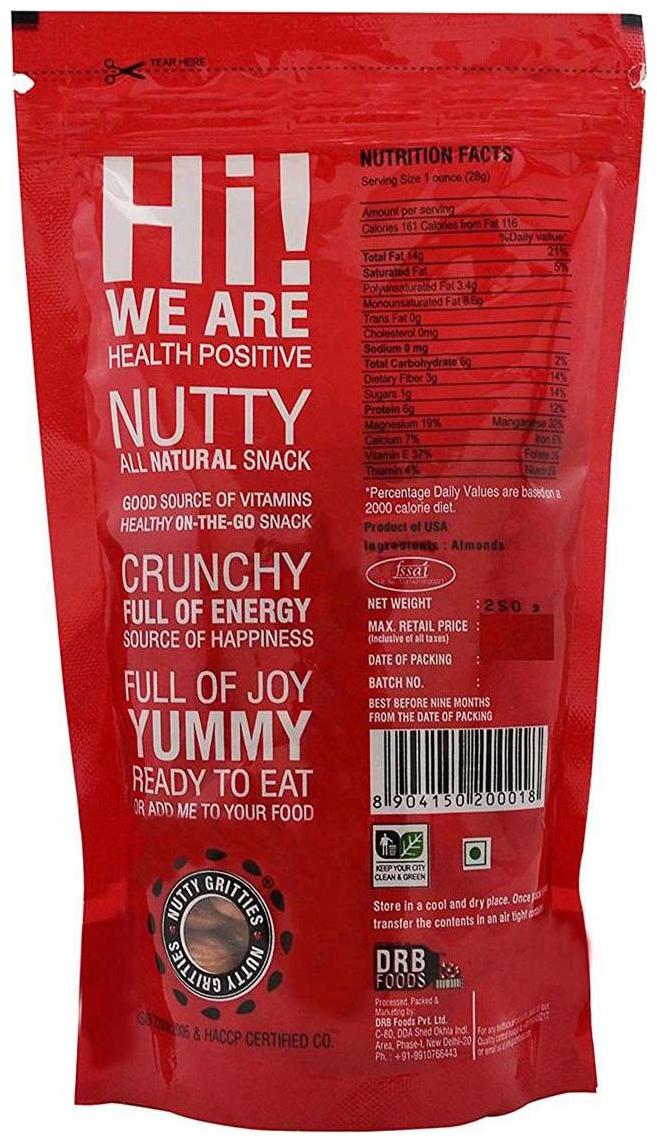 TEAR HERE
Hi!
WE ARE
HEALTH POSITIVE
NUTTY
ALL NATURAL SNACK
GOOD SOURCE OF VITAMINS
HEALTHY ON-THE-GO SNACK
CRUNCHY
FULL OF ENERGY
SOURCE OF HAPPINESS
FULL OF JOY
YUMMY
READY TO EAT
OR ADD ME TO YOUR FOOD
NUTTY GRITTIES
NUTTY GRITTIES
& HACCP CERTIFIED CO.
NUTRITION FACTS
Serving Size 1 ounce (28g)
Amount per serving
Calories 161 Calories from Fat 116
%Daily value*
Total Fat 14g 21%
Saturated Fat 5%
Polyunsaturated Fat 3.4g
Monounsaturated Fat 8.6g
Trans Fat 0g
Cholesterol 0mg
Sodium 0 mg
Total Carbohydrate 6g 2%
Dietary Fiber 3g 14%
Sugars 1g 14%
Protein 6g 12%
Magnesium 19% Manganese 32%
Calcium 7% Iron 6%
Vitamin E 37% Folate
Thiamin 4% Niacin
*Percentage Daily Values are based on a
2000 calorie diet.
Product of USA
Ingredients : Almonds
fssai
NET WEIGHT : 250 g
MAX. RETAIL PRICE :
(Inclusive of all taxes)
DATE OF PACKING :
BATCH NO. :
BEST BEFORE NINE MONTHS
FROM THE DATE OF PACKING
8 904150 200018
KEEP YOUR CITY
CLEAN & GREEN
Store in a cool and dry place. Once
transfer the contents in an air tight
DRB
FOODS
Processed, Packed &
Marketing by:
DRB Foods Pvt. Ltd.
C-80, DDA Shed Okhla Indl.
Area, Phase-I, New Delhi-20
Ph. : +91-9910766443
For any
Quality
or email